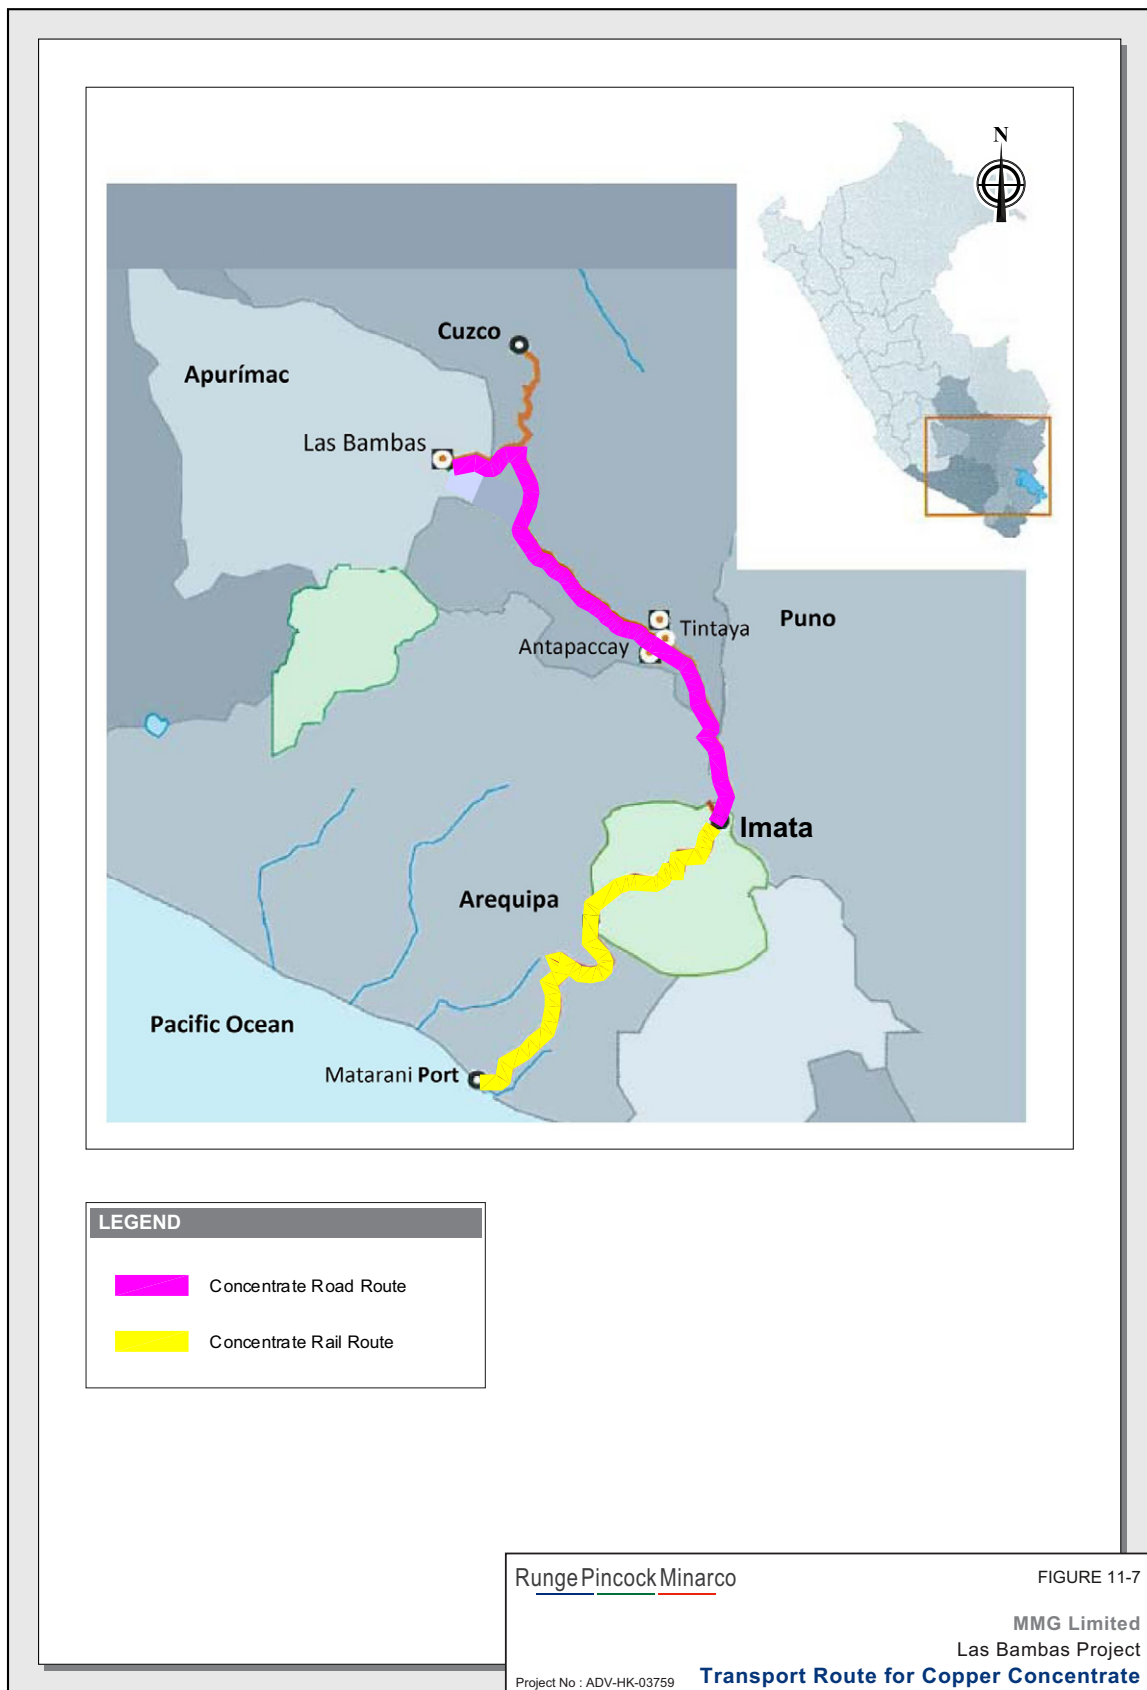 N
Cuzco
Apurímac
Las Bambas
Puno
Tintaya
Antapaccay
Imata
Arequipa
Pacific Ocean
Matarani Port
LEGEND
Concentrate Road Route
Concentrate Rail Route
Runge Pincock Minarco
FIGURE 11-7
MMG Limited
Las Bambas Project
Project No : ADV-HK-03759
Transport Route for Copper Concentrate